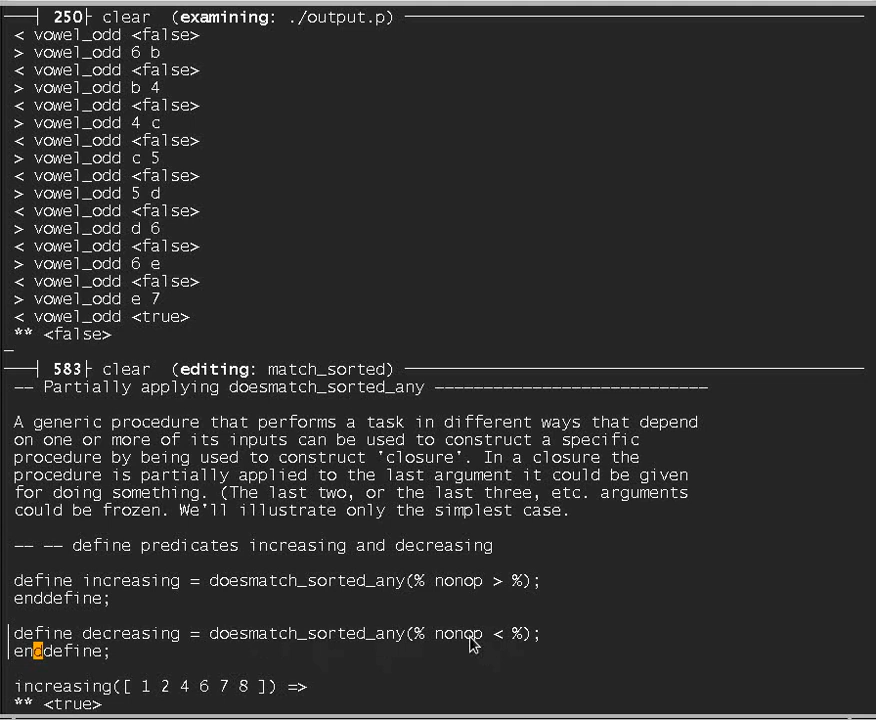 250 clear (examining: ./output.p)
< vowel_odd <false>
> vowel_odd 6 b
< vowel_odd <false>
> vowel_odd b 4
< vowel_odd <false>
> vowel_odd 4 c
< vowel_odd <false>
> vowel_odd c 5
< vowel_odd <false>
> vowel_odd 5 d
< vowel_odd <false>
> vowel_odd d 6
< vowel_odd <false>
> vowel_odd 6 e
< vowel_odd <false>
> vowel_odd e 7
< vowel_odd <true>
** <false>
583 clear (editing: match_sorted)
-- Partially applying doesmatch_sorted_any ----------------------------
A generic procedure that performs a task in different ways that depend
on one or more of its inputs can be used to construct a specific
procedure by being used to construct 'closure'. In a closure the
procedure is partially applied to the last argument it could be given
for doing something. (The last two, or the last three, etc. arguments
could be frozen. We'll illustrate only the simplest case.
-- -- define predicates increasing and decreasing
define increasing = doesmatch_sorted_any(% nonop > %);
enddefine;
define decreasing = doesmatch_sorted_any(% nonop < %);
enddefine;
increasing([ 1 2 4 6 7 8 ]) =>
** <true>